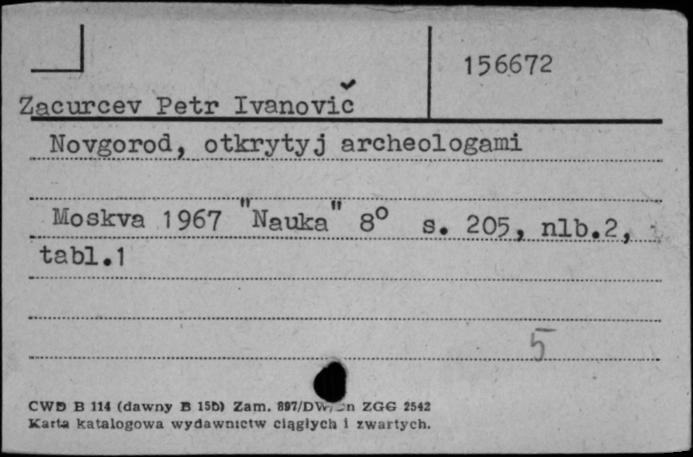 156672
Zacurcev Petr Ivanovič
Novgorod, otkrytyj archeologami
Moskva 1967 "Nauka" 8° s. 205, nlb.2,
tabl.1
5
CWD B 114 (dawny B 15b) Zam. 897/DW ZGG 2542
Karta katalogowa wydawnictw ciągłych i zwartych.